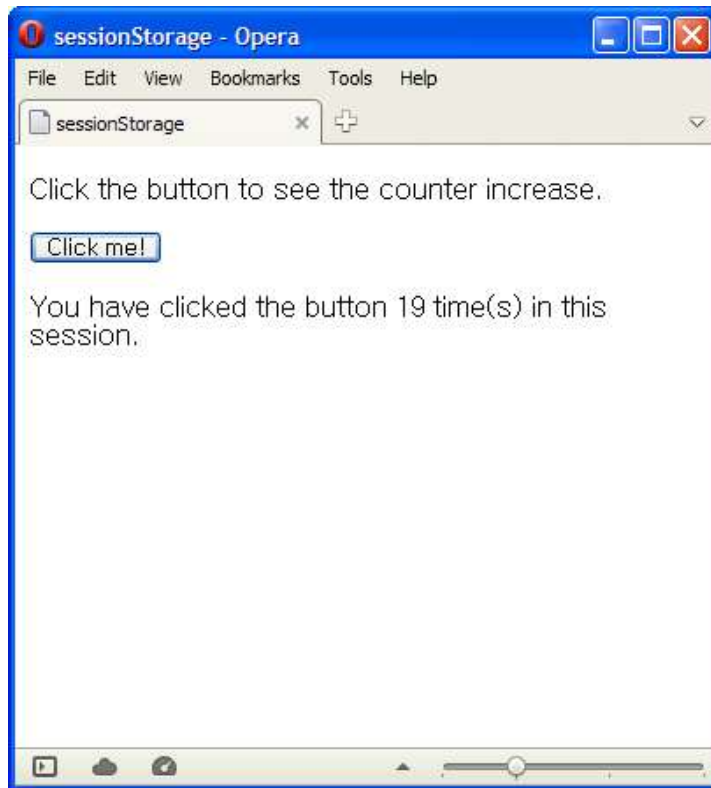 sessionStorage - Opera
File Edit View Bookmarks Tools Help
sessionStorage
Click the button to see the counter increase.
Click me!
You have clicked the button 19 time(s) in this
session.